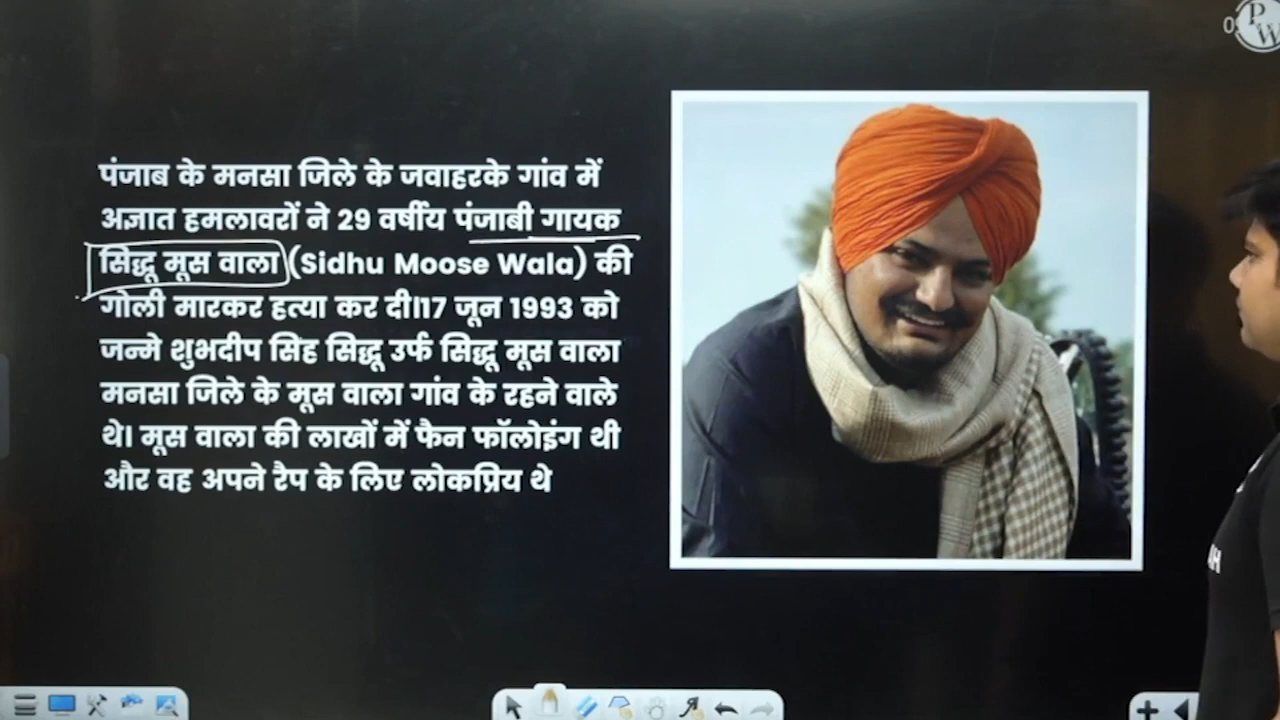 पंजाब के मनसा जिले के जवाहरके गांव में
अज्ञात हमलावरों ने 29 वर्षीय पंजाबी गायक
सिद्धू मूस वाला (Sidhu Moose Wala) की
गोली मारकर हत्या कर दी।17 जून 1993 को
जन्मे शुभदीप सिंह सिद्धू उर्फ सिद्धू मूस वाला
मनसा जिले के मूस वाला गांव के रहने वाले
थे। मूस वाला की लाखों में फैन फॉलोइंग थी
और वह अपने रैप के लिए लोकप्रिय थे
PW